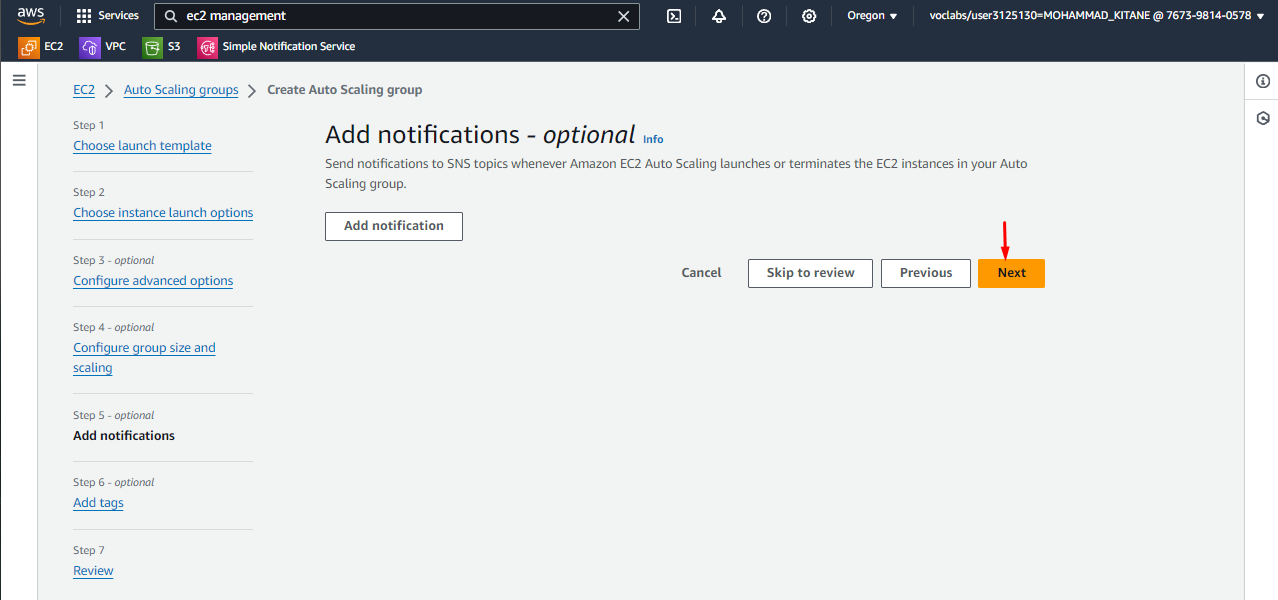 aws
Services
ec2 management
Oregon
voclabs/user3125130=MOHAMMAD_KITANE @ 7673-9814-0578
EC2
VPC
S3
Simple Notification Service
EC2
Auto Scaling groups
Create Auto Scaling group
Step 1
Choose launch template
Step 2
Choose instance launch options
Step 3 - optional
Configure advanced options
Step 4 - optional
Configure group size and
scaling
Step 5 - optional
Add notifications
Step 6 - optional
Add tags
Step 7
Review
Add notifications - optional Info
Send notifications to SNS topics whenever Amazon EC2 Auto Scaling launches or terminates the EC2 instances in your Auto
Scaling group.
Add notification
Cancel
Skip to review
Previous
Next